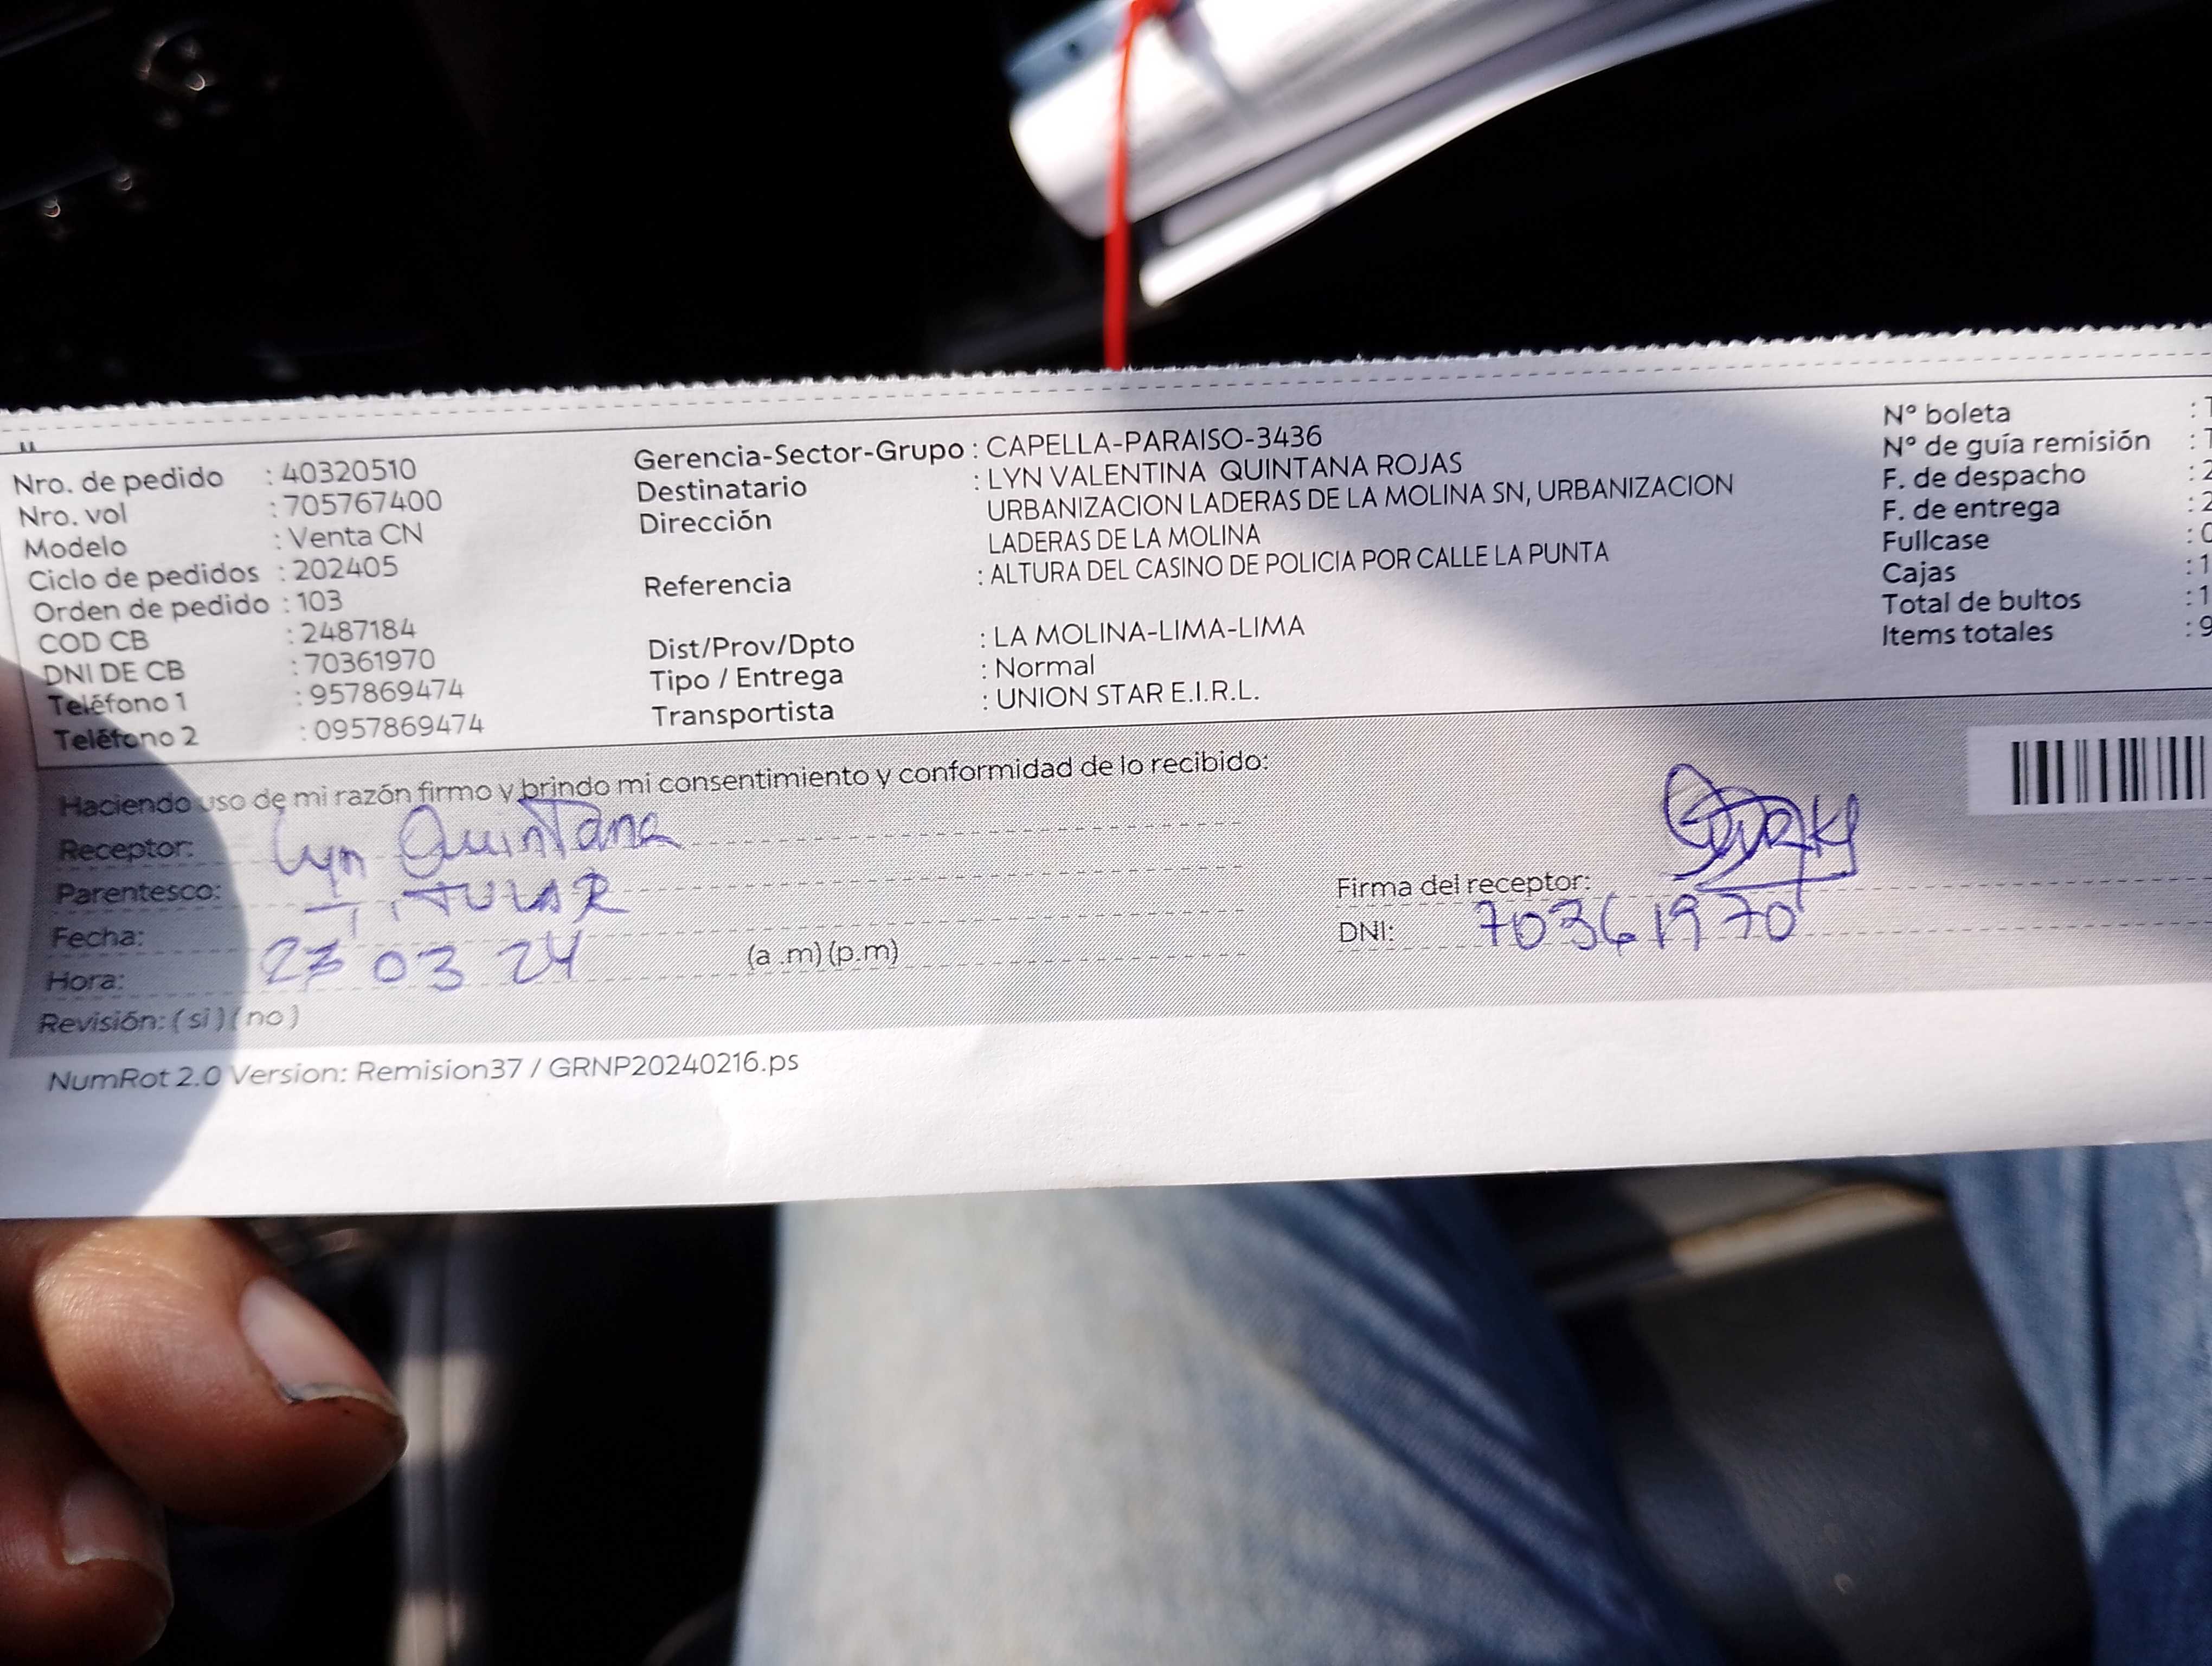 Nro. de pedido : 40320510
Nro. vol : 705767400
Modelo : Venta CN
Ciclo de pedidos : 202405
Orden de pedido : 103
COD CB : 2487184
DNI DE CB : 70361970
Teléfono 1 : 957869474
Teléfono 2 : 0957869474
Gerencia-Sector-Grupo : CAPELLA-PARAISO-3436
Destinatario : LYN VALENTINA QUINTANA ROJAS
Dirección URBANIZACION LADERAS DE LA MOLINA SN, URBANIZACION
LADERAS DE LA MOLINA
Referencia : ALTURA DEL CASINO DE POLICIA POR CALLE LA PUNTA
Dist/Prov/Dpto : LA MOLINA-LIMA-LIMA
Tipo / Entrega : Normal
Transportista : UNION STAR E.I.R.L.
N° boleta :
N° de guía remisión :
F. de despacho : 2
F. de entrega : 2
Fullcase :
Cajas : 1
Total de bultos : 1
Items totales : 9
Haciendo uso de mi razón firmo y brindo mi consentimiento y conformidad de lo recibido:
Receptor: Lyn Quintana
Parentesco: TITULAR
Fecha: 23 03 24
Hora: (a .m) (p.m)
Revisión: ( si ) ( no )
Firma del receptor:
DNI: 70361970
NumRot 2.0 Version: Remision37 / GRNP20240216.ps